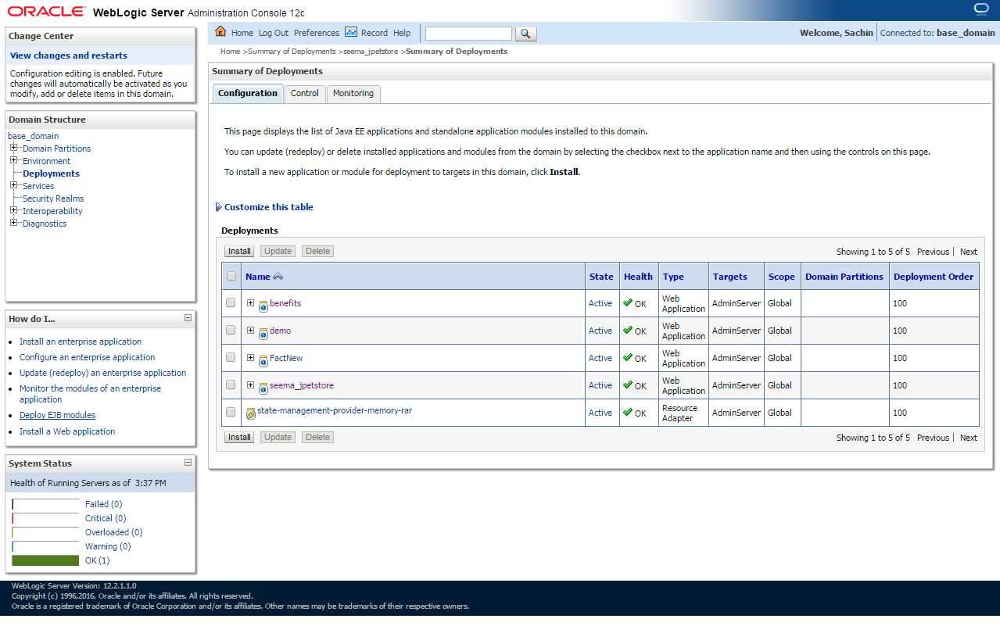 ORACLE WebLogic Server Administration Console 12c
Change Center
View changes and restarts
Configuration editing is enabled. Future
changes will automatically be activated as you
modify, add or delete items in this domain.
Domain Structure
base_domain
Domain Partitions
Environment
Deployments
Services
Security Realms
Interoperability
Diagnostics
How do I...
Install an enterprise application
Configure an enterprise application
Update (redeploy) an enterprise application
Monitor the modules of an enterprise
application
Deploy EJB modules
Install a Web application
System Status
Health of Running Servers as of 3:37 PM
Failed (0)
Critical (0)
Overloaded (0)
Warning (0)
OK (1)
Home Log Out Preferences Record Help
Welcome, Sachin Connected to: base_domain
Home >Summary of Deployments >seema_jpetstore >Summary of Deployments
Summary of Deployments
Configuration Control Monitoring
This page displays the list of Java EE applications and standalone application modules installed to this domain.
You can update (redeploy) or delete installed applications and modules from the domain by selecting the checkbox next to the application name and then using the controls on this page.
To install a new application or module for deployment to targets in this domain, click Install.
Customize this table
Deployments
Install Update Delete Showing 1 to 5 of 5 Previous | Next
Name State Health Type Targets Scope Domain Partitions Deployment Order
benefits Active OK Web Application AdminServer Global 100
demo Active OK Web Application AdminServer Global 100
FactNew Active OK Web Application AdminServer Global 100
seema_jpetstore Active OK Web Application AdminServer Global 100
state-management-provider-memory-rar Active OK Resource Adapter AdminServer Global 100
Install Update Delete Showing 1 to 5 of 5 Previous | Next
WebLogic Server Version: 12.2.1.1.0
Copyright (c) 1996,2016, Oracle and/or its affiliates. All rights reserved.
Oracle is a registered trademark of Oracle Corporation and/or its affiliates. Other names may be trademarks of their respective owners.